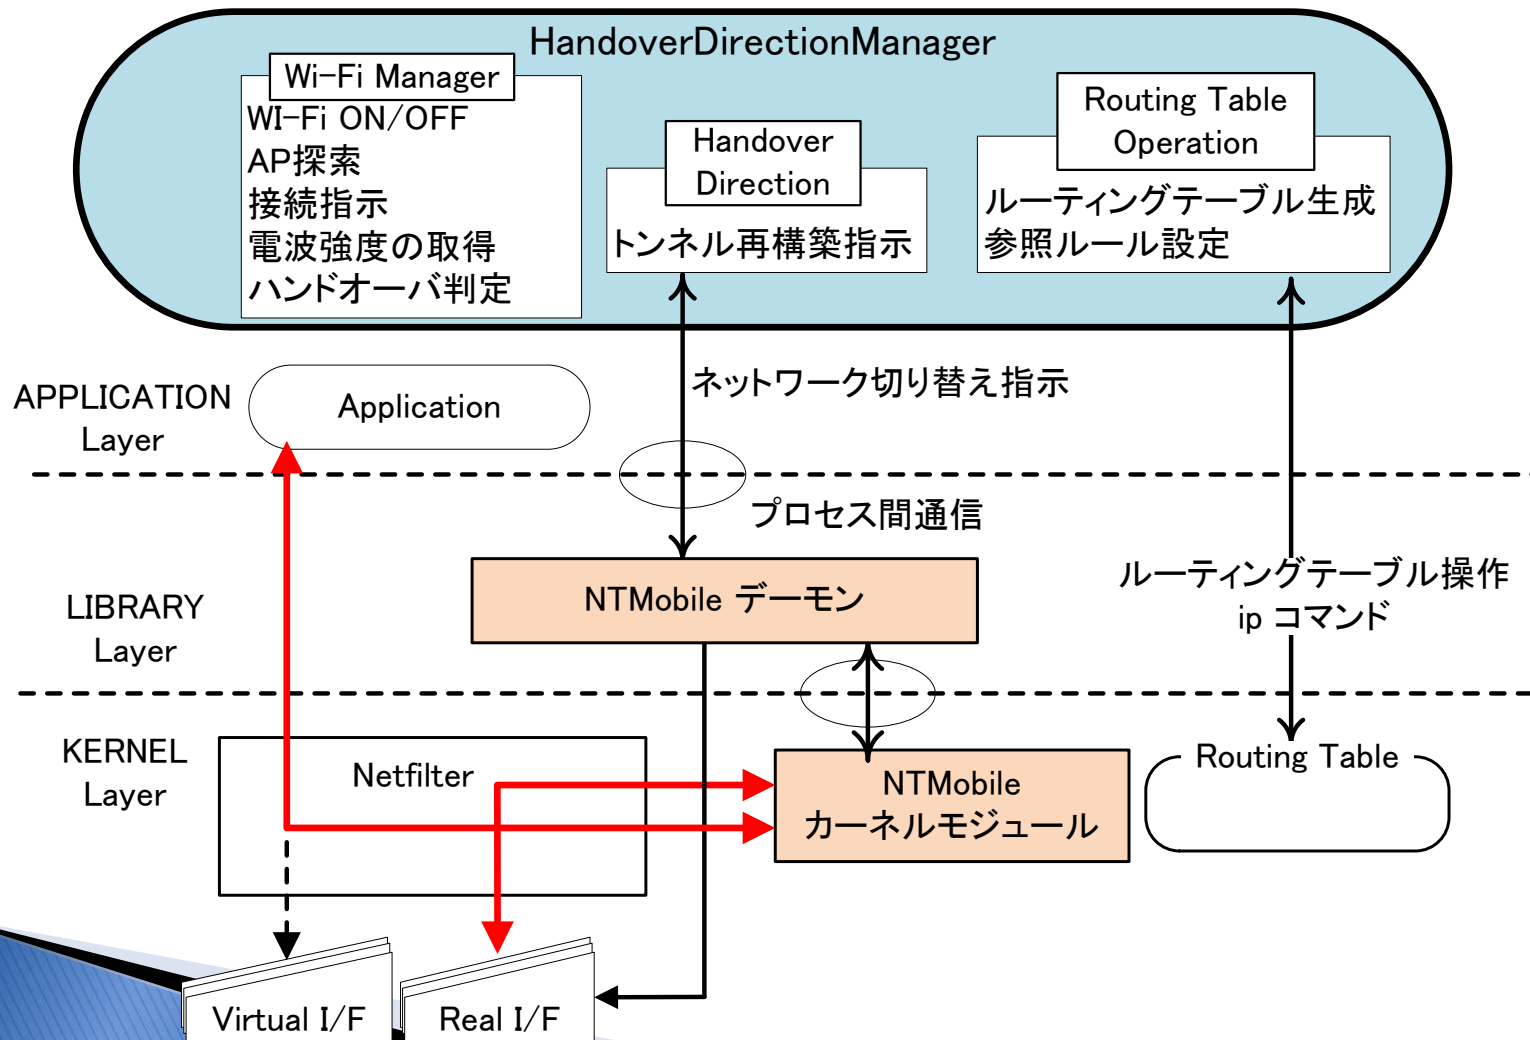 HandoverDirectionManager
Wi-Fi Manager
WI-Fi ON/OFF
AP探索
接続指示
電波強度の取得
ハンドオーバ判定
Handover
Direction
トンネル再構築指示
Routing Table
Operation
ルーティングテーブル生成
参照ルール設定
APPLICATION
Layer
Application
ネットワーク切り替え指示
プロセス間通信
LIBRARY
Layer
NTMobile デーモン
ルーティングテーブル操作
ip コマンド
KERNEL
Layer
Netfilter
NTMobile
カーネルモジュール
Routing Table
Virtual I/F
Real I/F